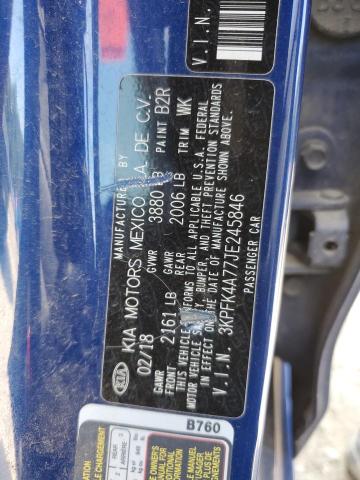 MANUFACTURED BY
KIA
KIA MOTORS MEXICO DE C.V.
02/18 GVWR 3880 LB PAINT B2R
GAWR FRONT 2161 LB GAWR REAR 2006 LB TRIM WK
THIS VEHICLE CONFORMS TO ALL APPLICABLE U.S.A. FEDERAL
MOTOR VEHICLE SAFETY, BUMPER, AND THEFT PREVENTION STANDARDS
IN EFFECT ON THE DATE OF MANUFACTURE SHOWN ABOVE.
V.I.N. 3KPFK4A77JE245846
PASSENGER CAR
V.I.N.
B760